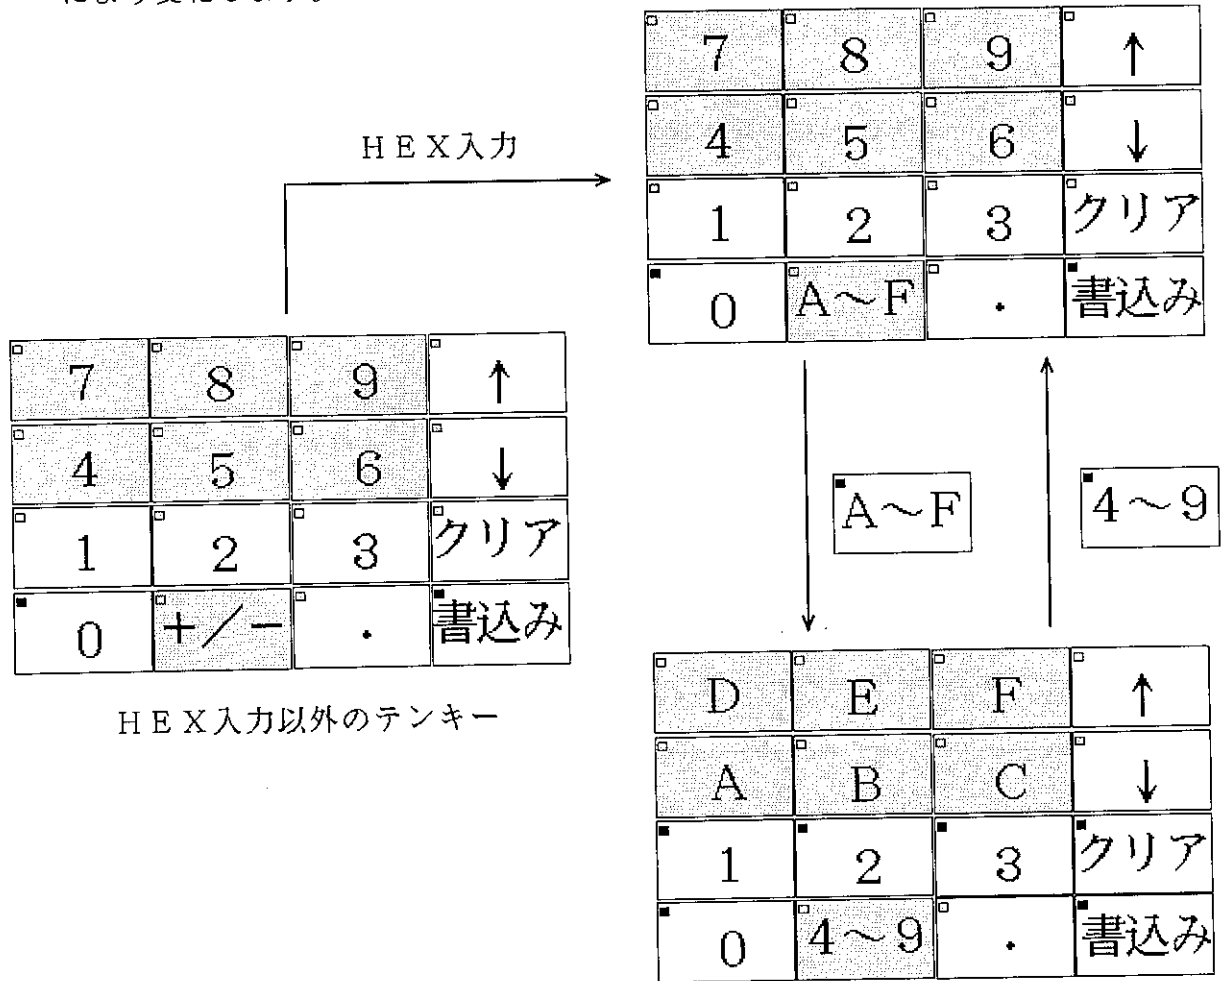 により変化します。
7 8 9 ↑
4 5 6 ↓
1 2 3 クリア
0 A～F ． 書込み
HEX入力
7 8 9 ↑
4 5 6 ↓
1 2 3 クリア
0 +／− ． 書込み
HEX入力以外のテンキー
A～F
4～9
D E F ↑
A B C ↓
1 2 3 クリア
0 4～9 ． 書込み